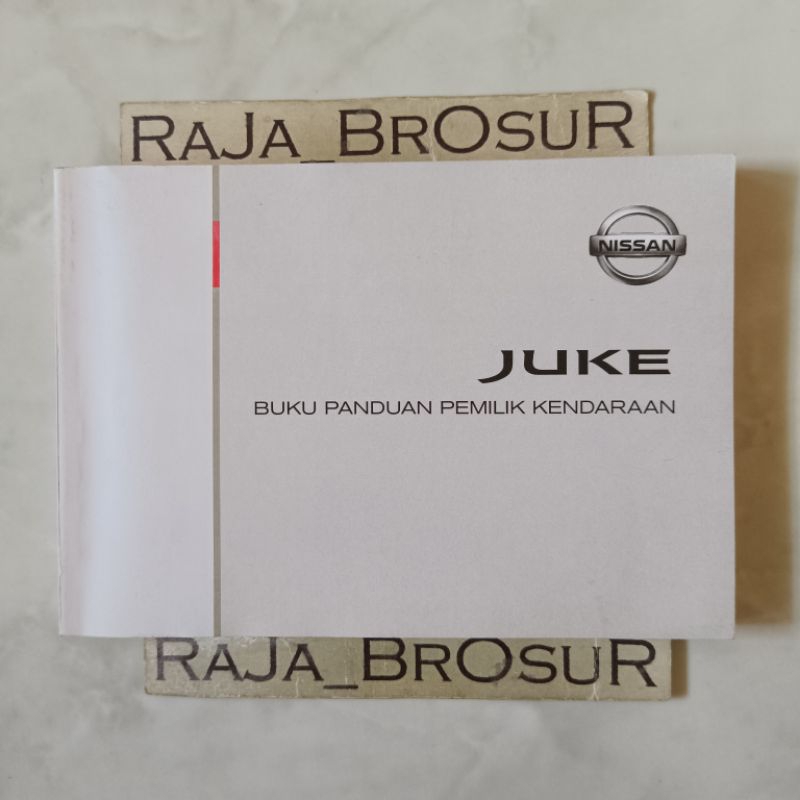 RAJA_BROSUR
NISSAN
JUKE
BUKU PANDUAN PEMILIK KENDARAAN
RAJA_BROSUR